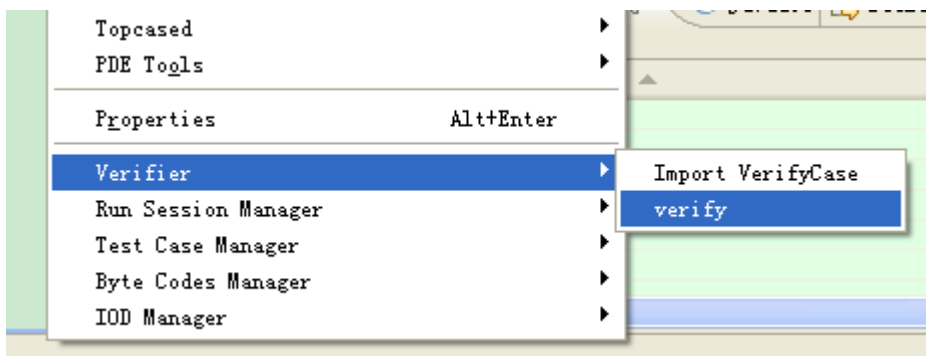 Topcased
PDE Tools
Properties Alt+Enter
Verifier
Import VerifyCase
verify
Run Session Manager
Test Case Manager
Byte Codes Manager
IOD Manager